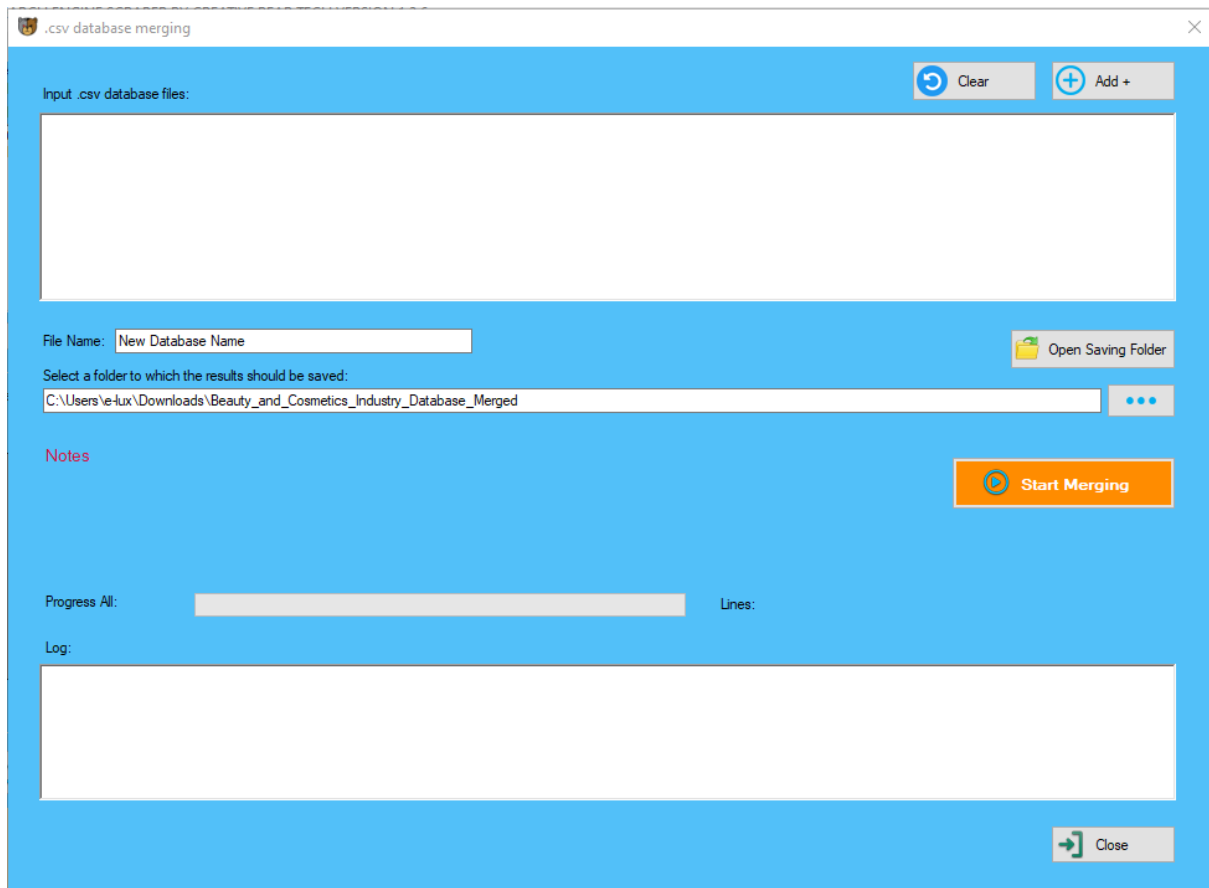 .csv database merging
Clear
Add +
Input .csv database files:
File Name: New Database Name
Open Saving Folder
Select a folder to which the results should be saved:
C:\Users\e-lux\Downloads\Beauty_and_Cosmetics_Industry_Database_Merged
Notes
Start Merging
Progress All:
Lines:
Log:
Close